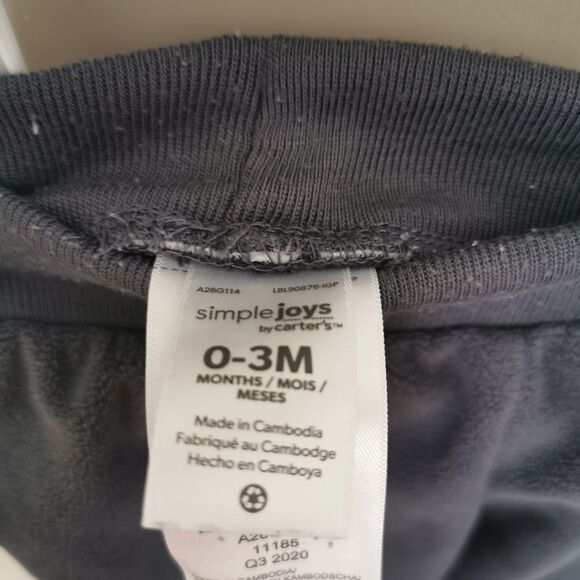 A26G114 LBL90876-IGF
simple joys
by carter's™
0-3M
MONTHS / MOIS /
MESES
Made in Cambodia
Fabriqué au Cambodge
Hecho en Camboya
11185
Q3 2020